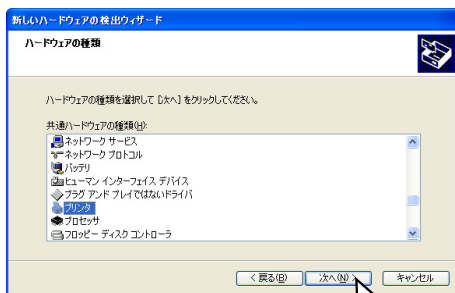 新しいハードウェアの検出ウィザード
ハードウェアの種類
ハードウェアの種類を選択して [次へ] をクリックしてください。
共通ハードウェアの種類(H):
ネットワーク サービス
ネットワーク プロトコル
バッテリ
ヒューマン インターフェイス デバイス
プラグ アンド プレイではないドライバ
プリンタ
プロセッサ
フロッピー ディスク コントローラ
< 戻る(B)
次へ(N) >
キャンセル